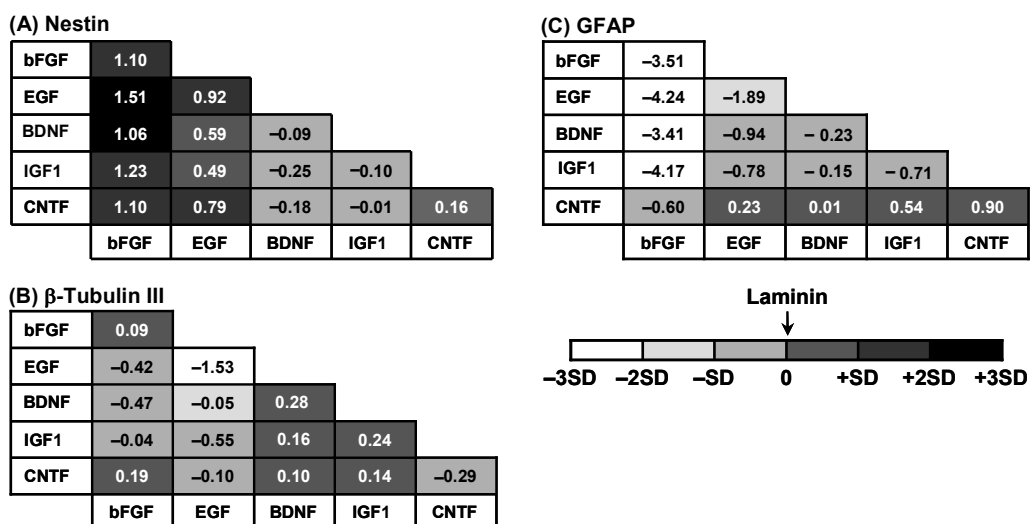 (A) Nestin
bFGF 1.10
EGF 1.51 0.92
BDNF 1.06 0.59 −0.09
IGF1 1.23 0.49 −0.25 −0.10
CNTF 1.10 0.79 −0.18 −0.01 0.16
bFGF EGF BDNF IGF1 CNTF
(B) β-Tubulin III
bFGF 0.09
EGF −0.42 −1.53
BDNF −0.47 −0.05 0.28
IGF1 −0.04 −0.55 0.16 0.24
CNTF 0.19 −0.10 0.10 0.14 −0.29
bFGF EGF BDNF IGF1 CNTF
(C) GFAP
bFGF −3.51
EGF −4.24 −1.89
BDNF −3.41 −0.94 − 0.23
IGF1 −4.17 −0.78 − 0.15 − 0.71
CNTF −0.60 0.23 0.01 0.54 0.90
bFGF EGF BDNF IGF1 CNTF
Laminin
−3SD −2SD −SD 0 +SD +2SD +3SD